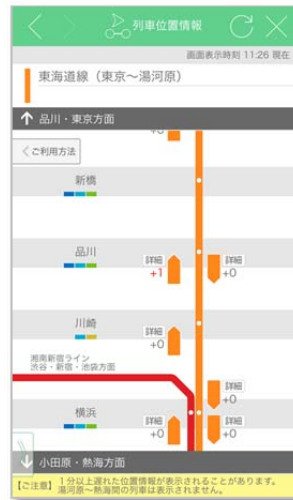 列車位置情報
画面表示時刻 11:26 現在
東海道線（東京～湯河原）
品川・東京方面
+0
くご利用方法
新橋
品川
詳細
+1
詳細
+0
川崎
詳細
+0
湘南新宿ライン
渋谷・新宿・池袋方面
詳細
+0
横浜
詳細
+0
詳細
+0
小田原・熱海方面
【ご注意】1分以上遅れた位置情報が表示されることがあります。
湯河原～熱海間の列車は表示されません。